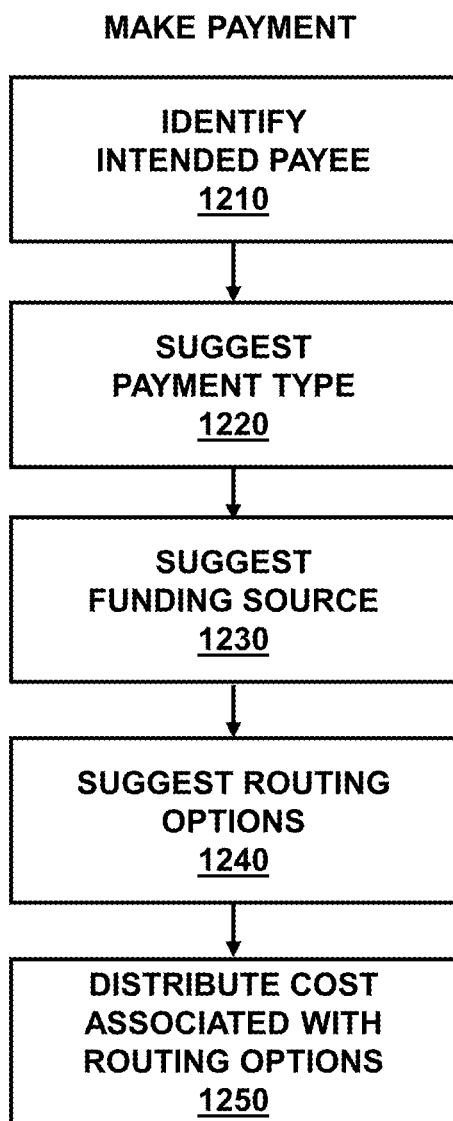 MAKE PAYMENT
IDENTIFY
INTENDED PAYEE
1210
SUGGEST
PAYMENT TYPE
1220
SUGGEST
FUNDING SOURCE
1230
SUGGEST ROUTING
OPTIONS
1240
DISTRIBUTE COST
ASSOCIATED WITH
ROUTING OPTIONS
1250